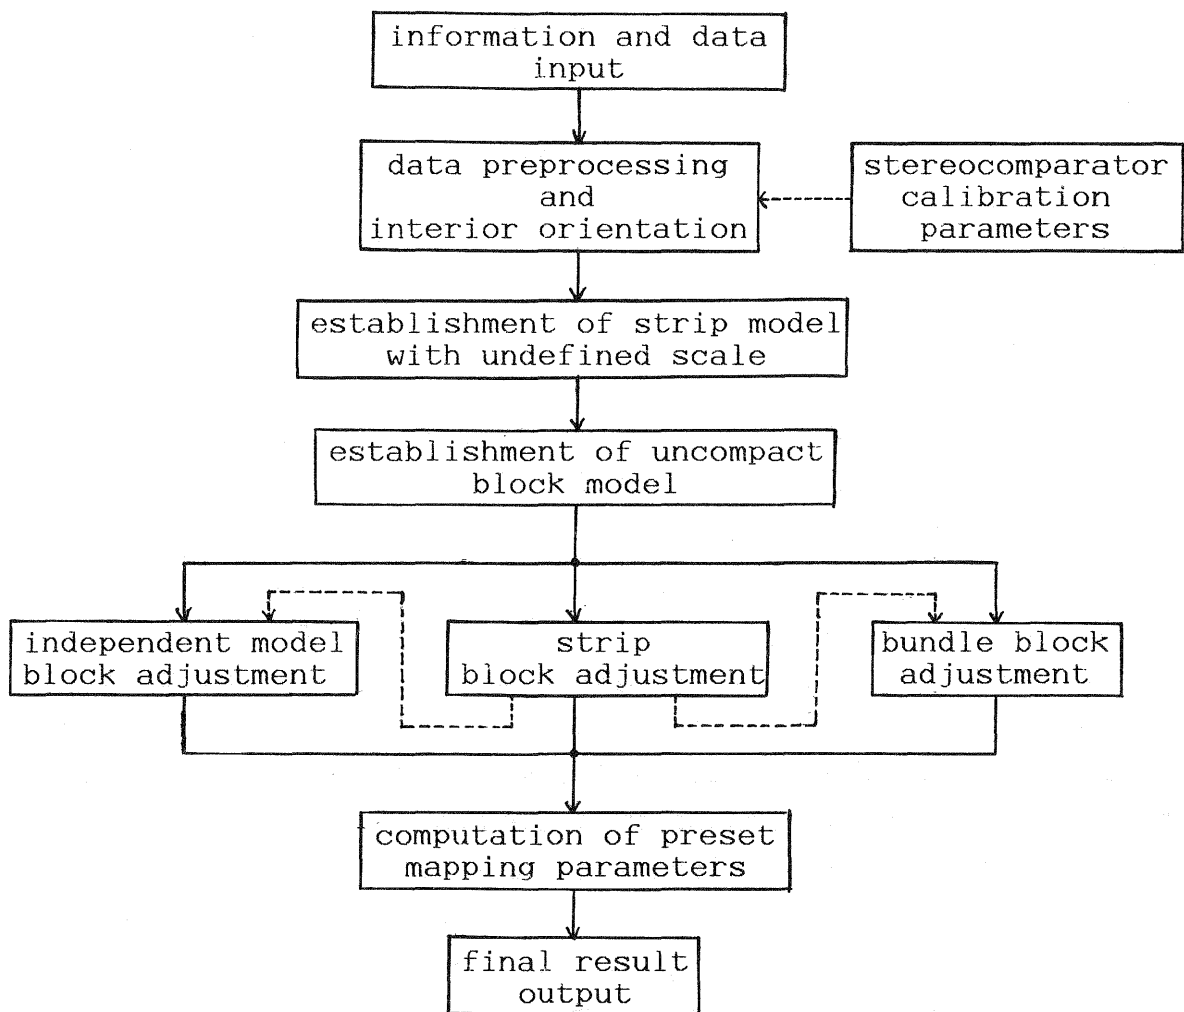 information and data
input
data preprocessing
and
interior orientation
stereocomparator
calibration
parameters
establishment of strip model
with undefined scale
establishment of uncompact
block model
independent model
block adjustment
strip
block adjustment
bundle block
adjustment
computation of preset
mapping parameters
final result
output